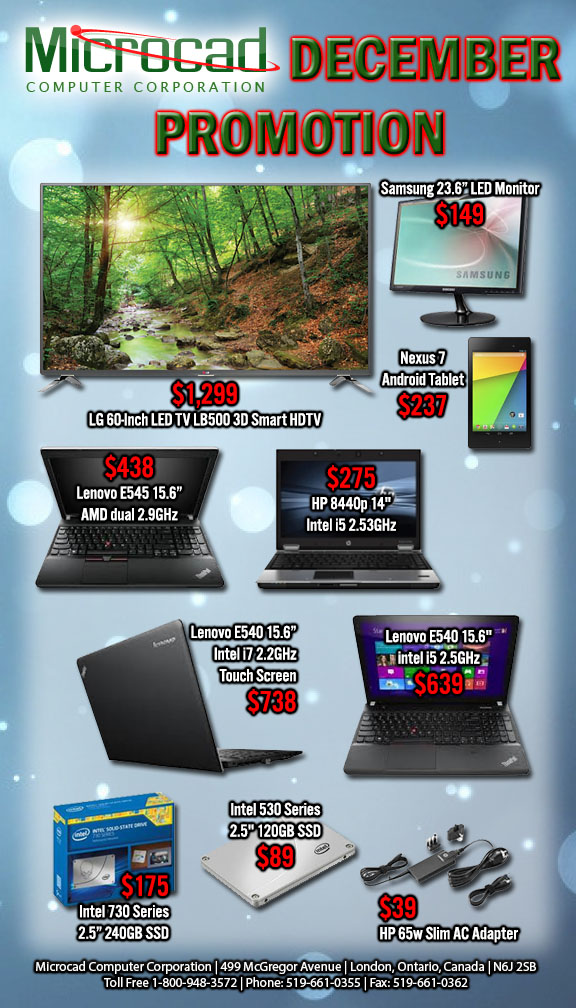 Microcad
COMPUTER CORPORATION
DECEMBER
PROMOTION
Samsung 23.6" LED Monitor
$149
SAMSUNG
Nexus 7
Android Tablet
$237
$1,299
LG 60-Inch LED TV LB500 3D Smart HDTV
$438
Lenovo E545 15.6"
AMD dual 2.9GHz
$275
HP 8440p 14"
Intel i5 2.53GHz
Lenovo E540 15.6"
Intel i7 2.2GHz
Touch Screen
$738
Lenovo E540 15.6"
intel i5 2.5GHz
$639
$175
Intel 730 Series
2.5" 240GB SSD
Intel 530 Series
2.5" 120GB SSD
$89
$39
HP 65w Slim AC Adapter
Microcad Computer Corporation | 499 McGregor Avenue | London, Ontario, Canada | N6J 2SB
Toll Free 1-800-948-3572 | Phone: 519-661-0355 | Fax: 519-661-0362